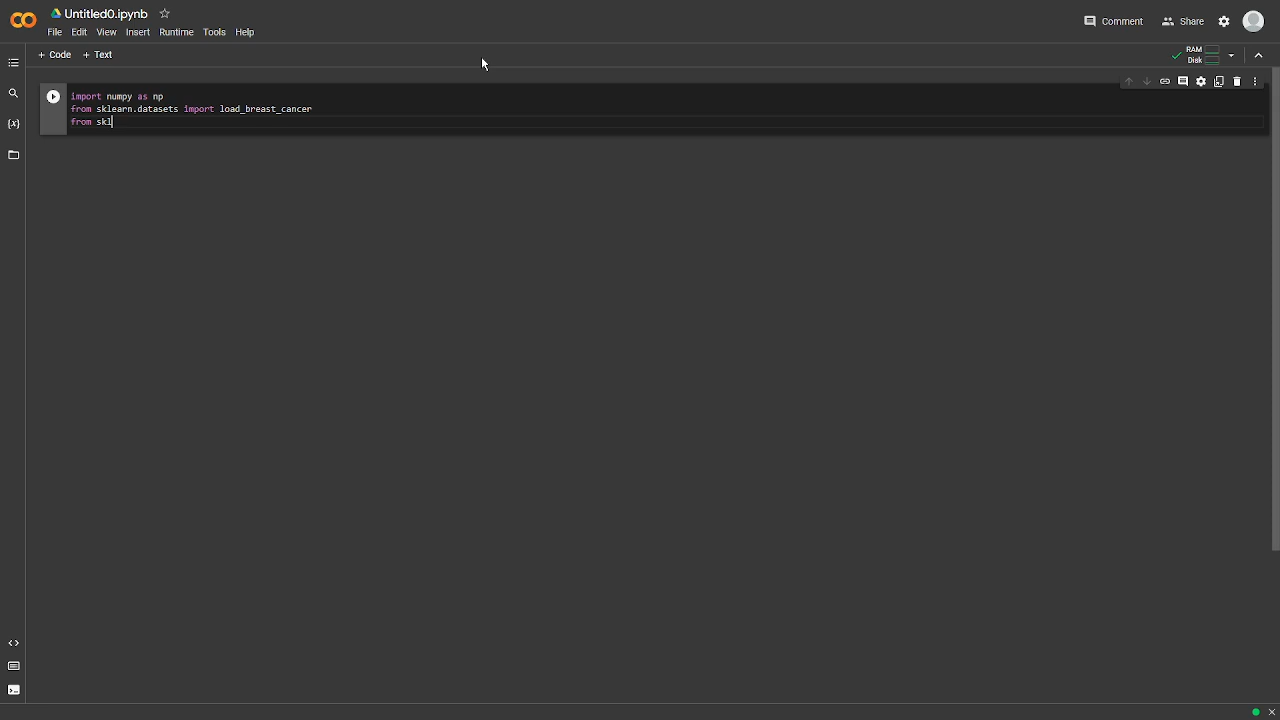 Untitled0.ipynb
File Edit View Insert Runtime Tools Help
Comment
Share
+ Code + Text
RAM
Disk
import numpy as np
from sklearn.datasets import load_breast_cancer
from skl